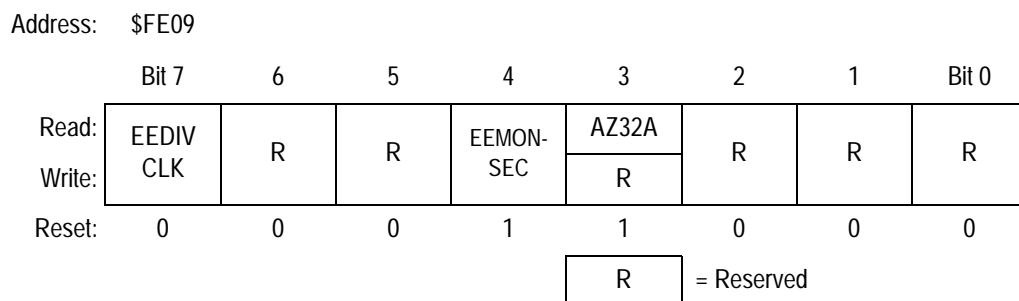 Address: $FE09
Bit 7 6 5 4 3 2 1 Bit 0
Read: EEDIV CLK R R EEMON-SEC AZ32A R R R
Write: R
Reset: 0 0 0 1 1 0 0 0
R = Reserved